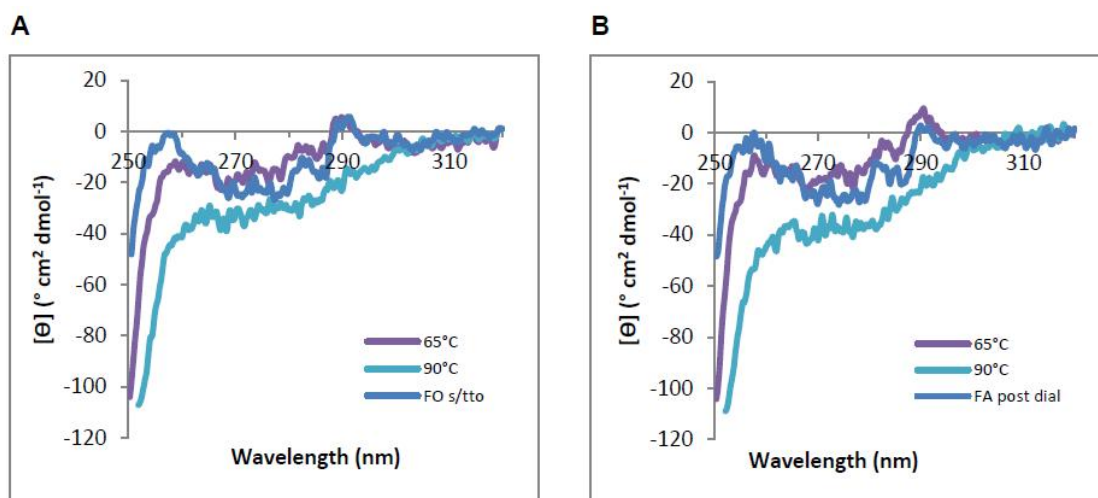 A
20
0
-20
-40
-60
-80
-100
-120
250
270
290
310
[Θ] (° cm² dmol⁻¹)
65°C
90°C
FO s/tto
Wavelength (nm)
B
20
0
-20
-40
-60
-80
-100
-120
250
270
290
310
[Θ] (° cm² dmol⁻¹)
65°C
90°C
FA post dial
Wavelength (nm)